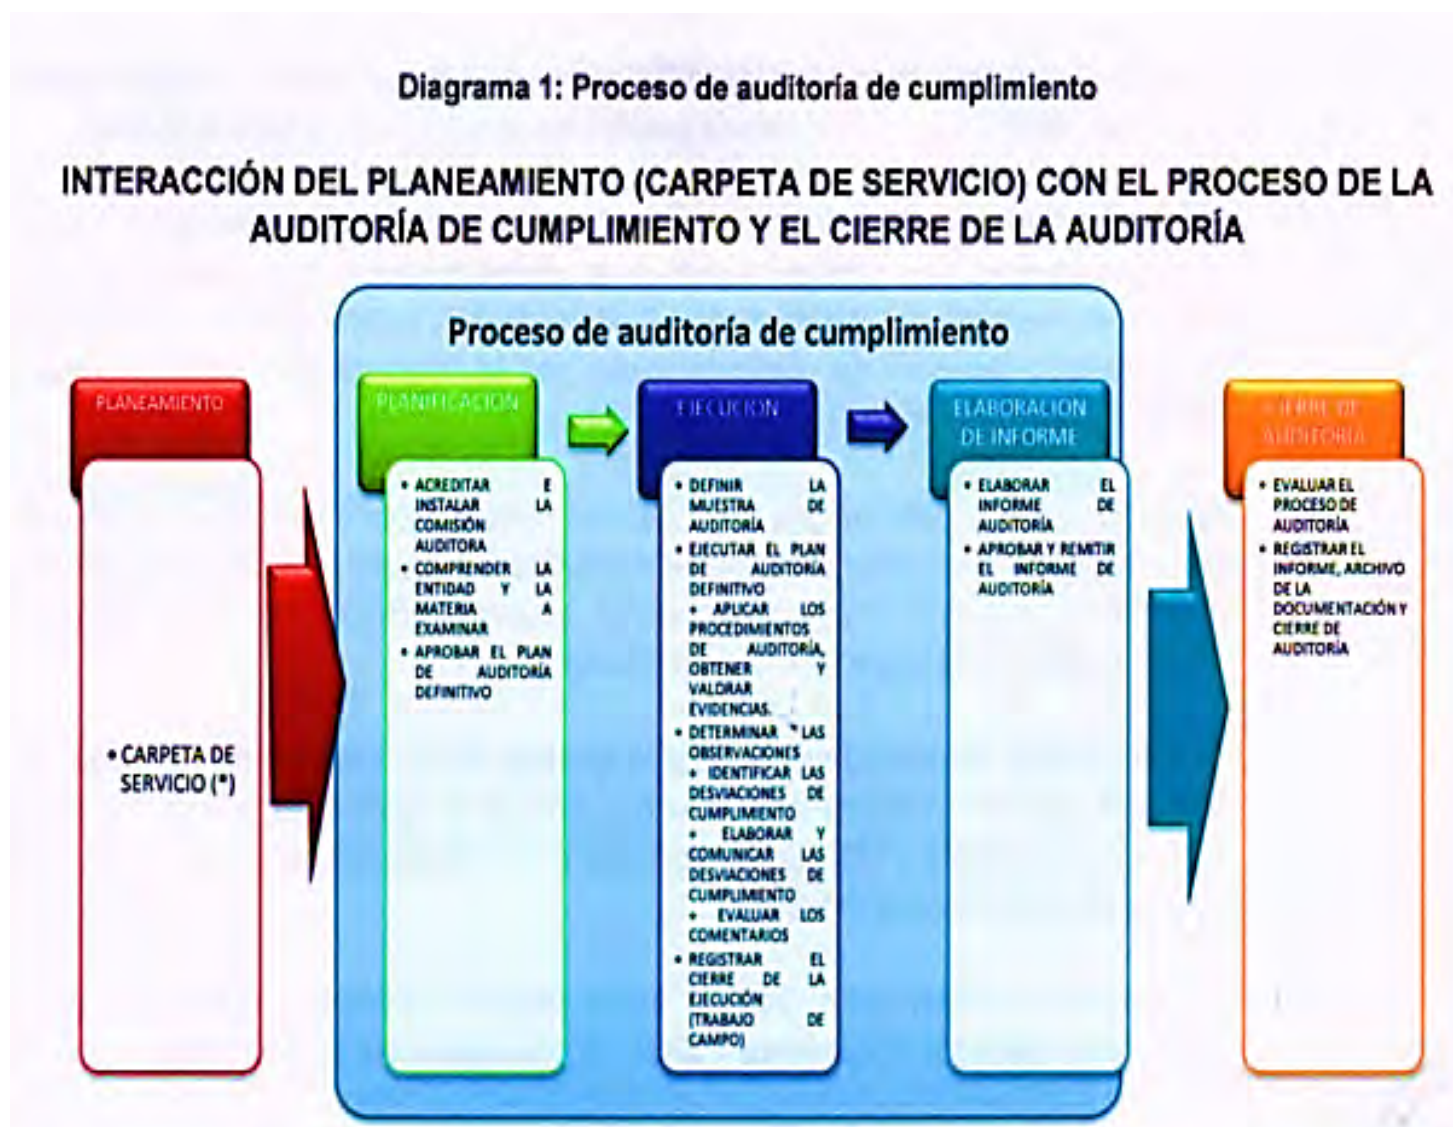 Diagrama 1: Proceso de auditoría de cumplimiento
INTERACCIÓN DEL PLANEAMIENTO (CARPETA DE SERVICIO) CON EL PROCESO DE LA
AUDITORÍA DE CUMPLIMIENTO Y EL CIERRE DE LA AUDITORÍA
Proceso de auditoría de cumplimiento
PLANEAMIENTO
• CARPETA DE
SERVICIO (*)
PLANIFICACIÓN
• ACREDITAR E
INSTALAR LA
COMISIÓN
AUDITORA
• COMPRENDER LA
ENTIDAD Y LA
MATERIA A
EXAMINAR
• APROBAR EL PLAN
DE AUDITORÍA
DEFINITIVO
EJECUCIÓN
• DEFINIR LA
MUESTRA DE
AUDITORÍA
• EJECUTAR EL PLAN
DE AUDITORÍA
DEFINITIVO
+ APLICAR LOS
PROCEDIMIENTOS
DE AUDITORÍA,
OBTENER Y
VALORAR
EVIDENCIAS.
• DETERMINAR LAS
OBSERVACIONES
+ IDENTIFICAR LAS
DESVIACIONES DE
CUMPLIMIENTO
+ ELABORAR Y
COMUNICAR LAS
DESVIACIONES DE
CUMPLIMIENTO
+ EVALUAR LOS
COMENTARIOS
• REGISTRAR EL
CIERRE DE LA
EJECUCIÓN
(TRABAJO DE
CAMPO)
ELABORACIÓN
DE INFORME
• ELABORAR EL
INFORME DE
AUDITORÍA
• APROBAR Y REMITIR
EL INFORME DE
AUDITORÍA
CIERRE DE
AUDITORÍA
• EVALUAR EL
PROCESO DE
AUDITORÍA
• REGISTRAR EL
INFORME, ARCHIVO
DE LA
DOCUMENTACIÓN Y
CIERRE DE
AUDITORÍA